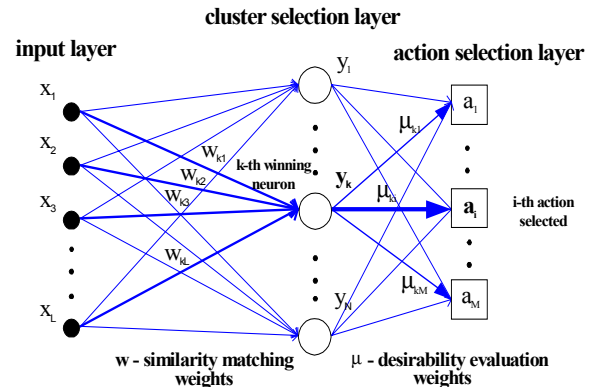 cluster selection layer
input layer
action selection layer
x1
x2
x3
xL
wk1
wk2
wk3
wkL
y1
k-th winning
neuron
yk
yN
μk1
μki
μkM
a1
ai
aM
i-th action
selected
w - similarity matching
weights
μ - desirability evaluation
weights